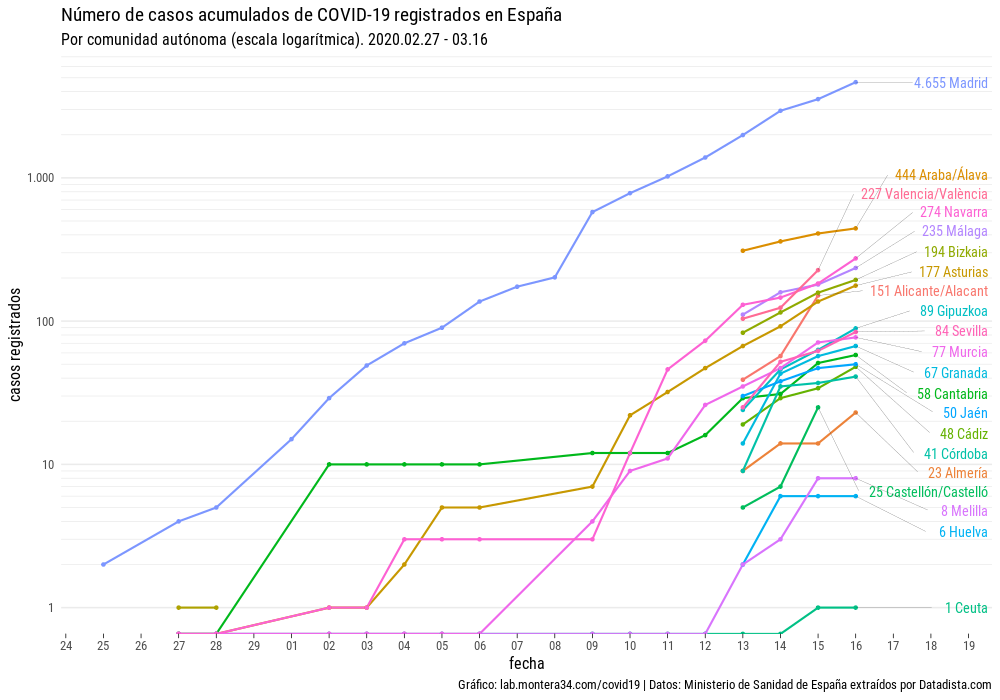 Número de casos acumulados de COVID-19 registrados en España
Por comunidad autónoma (escala logarítmica). 2020.02.27 - 03.16
casos registrados
1.000
100
10
1
4.655 Madrid
444 Araba/Álava
227 Valencia/València
274 Navarra
235 Málaga
194 Bizkaia
177 Asturias
151 Alicante/Alacant
89 Gipuzkoa
84 Sevilla
77 Murcia
67 Granada
58 Cantabria
50 Jaén
48 Cádiz
41 Córdoba
23 Almería
25 Castellón/Castelló
8 Melilla
6 Huelva
1 Ceuta
24 25 26 27 28 29 01 02 03 04 05 06 07 08 09 10 11 12 13 14 15 16 17 18 19
fecha
Gráfico: lab.montera34.com/covid19 | Datos: Ministerio de Sanidad de España extraídos por Datadista.com